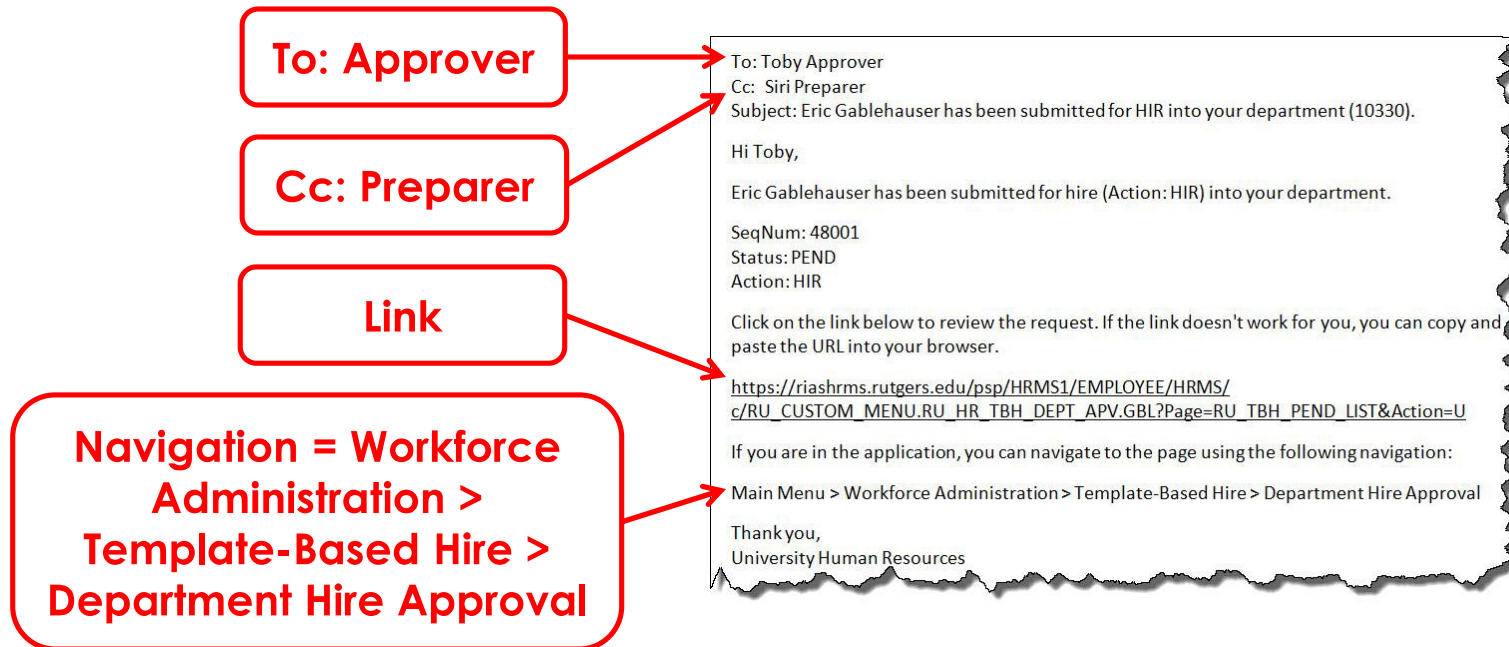 To: Approver
Cc: Preparer
Link
Navigation = Workforce
Administration >
Template-Based Hire >
Department Hire Approval
To: Toby Approver
Cc:  Siri Preparer
Subject: Eric Gablehauser has been submitted for HIR into your department (10330).
Hi Toby,
Eric Gablehauser has been submitted for hire (Action: HIR) into your department.
SeqNum: 48001
Status: PEND
Action: HIR
Click on the link below to review the request. If the link doesn't work for you, you can copy and
paste the URL into your browser.
https://riashrms.rutgers.edu/psp/HRMS1/EMPLOYEE/HRMS/
c/RU_CUSTOM_MENU.RU_HR_TBH_DEPT_APV.GBL?Page=RU_TBH_PEND_LIST&Action=U
If you are in the application, you can navigate to the page using the following navigation:
Main Menu > Workforce Administration > Template-Based Hire > Department Hire Approval
Thank you,
University Human Resources